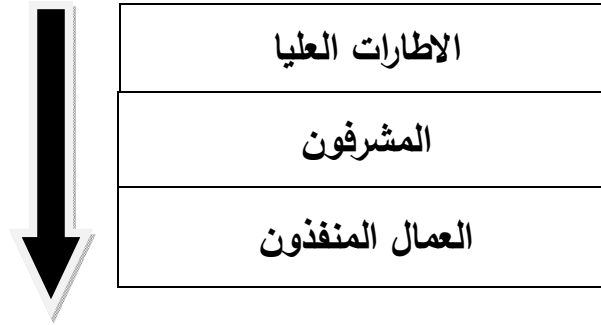 الاطارات العليا
المشرفون
العمال المنفذون